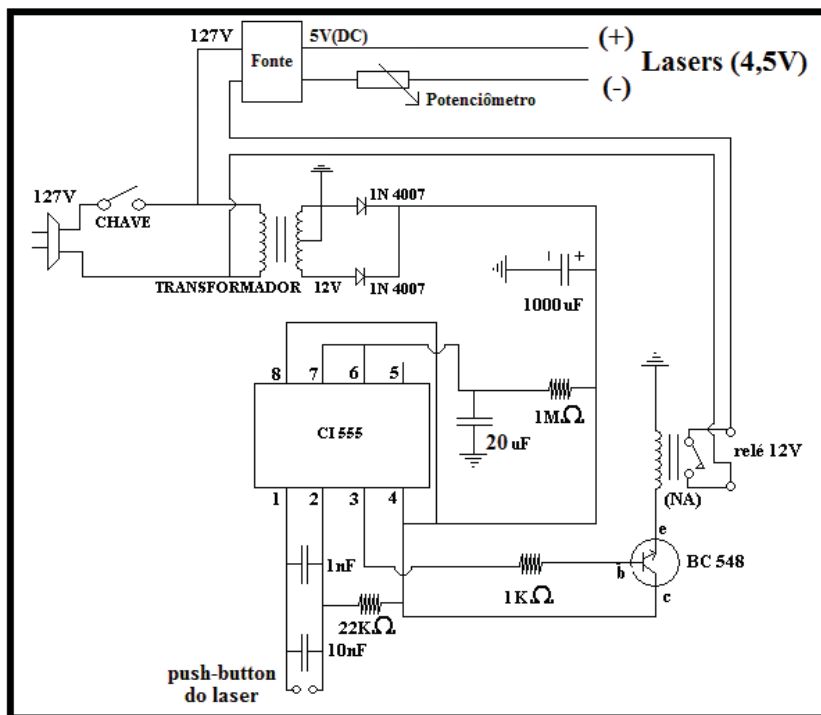 127V
5V(DC)
(+)
Fonte
Lasers (4,5V)
(-)
Potenciômetro
127V
1N 4007
CHAVE
TRANSFORMADOR
12V
1N 4007
- +
1000uF
8 7 6 5
1MΩ
CI 555
20 uF
relé 12V
(NA)
1 2 3 4
e
BC 548
b
1nF
1KΩ
c
22KΩ
10nF
push-button
do laser